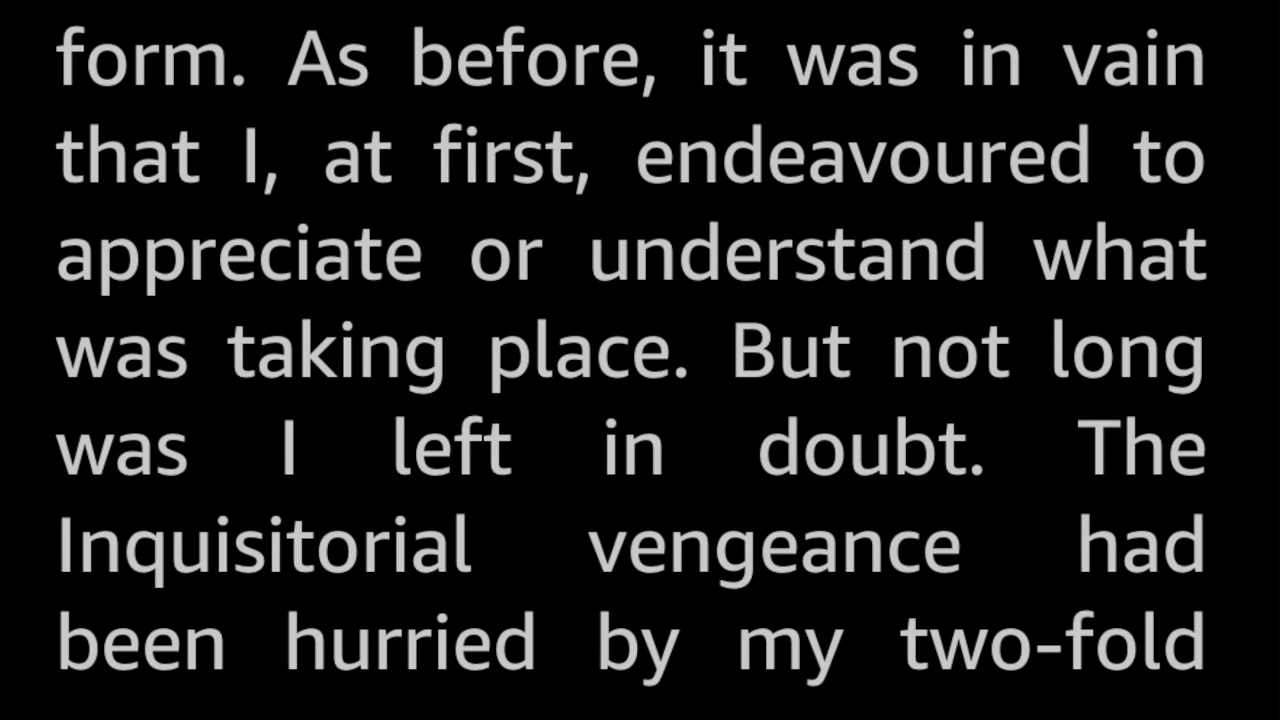 form. As before, it was in vain
that I, at first, endeavoured to
appreciate or understand what
was taking place. But not long
was I left in doubt. The
Inquisitorial vengeance had
been hurried by my two-fold